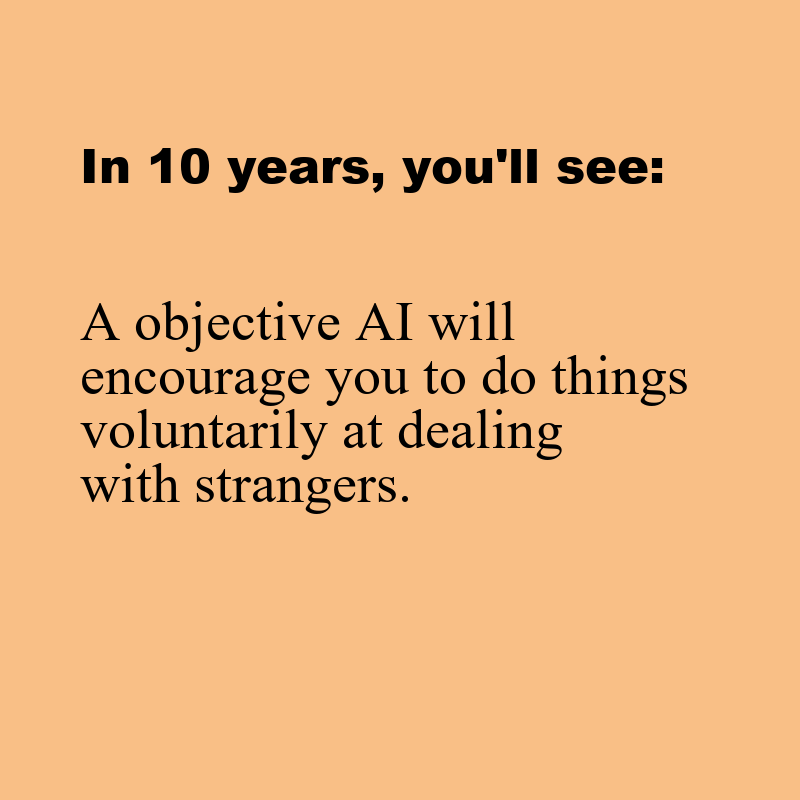 In 10 years, you'll see:
A objective AI will
encourage you to do things
voluntarily at dealing
with strangers.